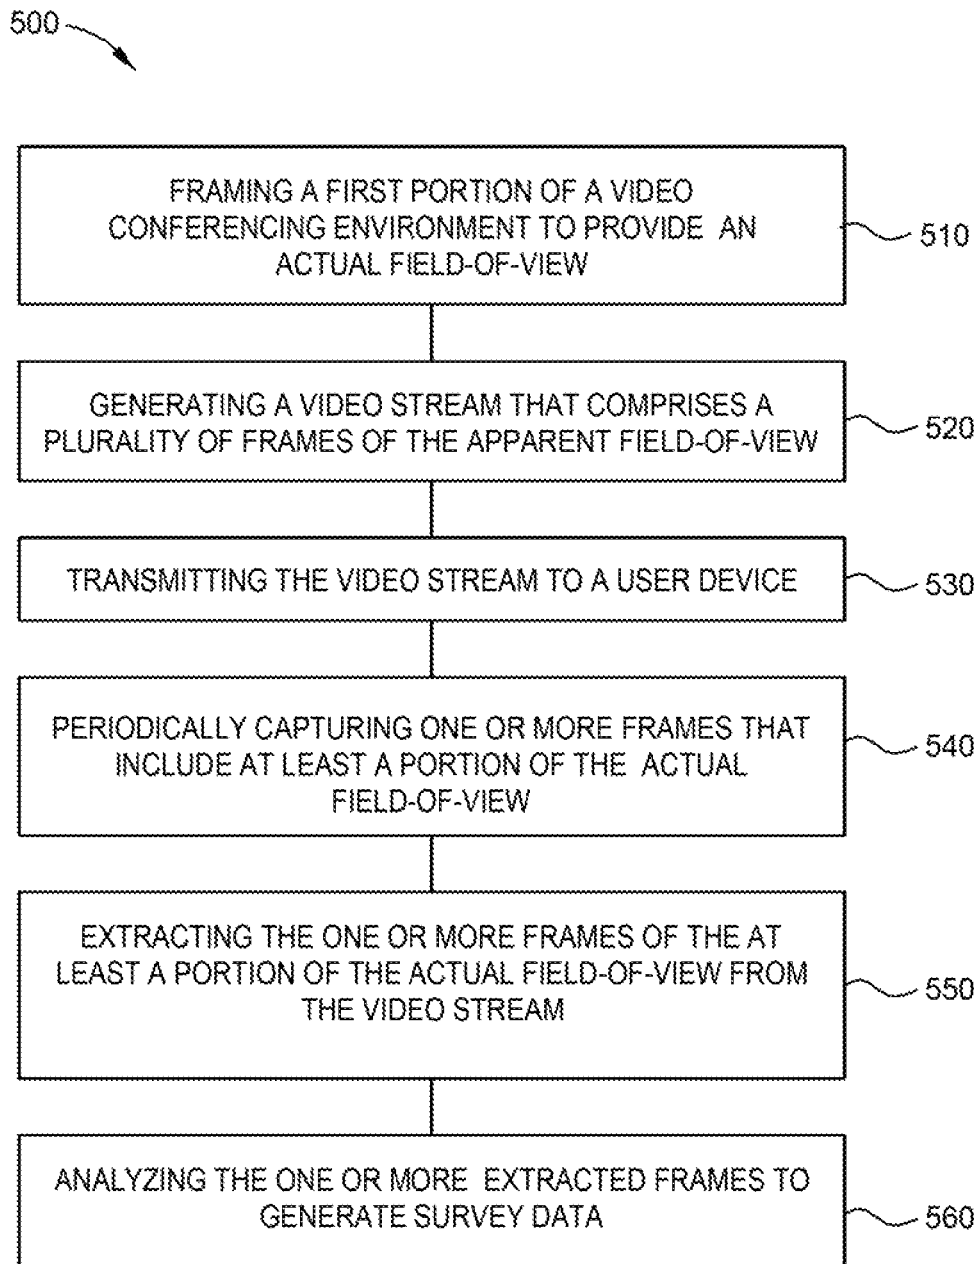 500
FRAMING A FIRST PORTION OF A VIDEO
CONFERENCING ENVIRONMENT TO PROVIDE AN
ACTUAL FIELD-OF-VIEW
510
GENERATING A VIDEO STREAM THAT COMPRISES A
PLURALITY OF FRAMES OF THE APPARENT FIELD-OF-VIEW
520
TRANSMITTING THE VIDEO STREAM TO A USER DEVICE
530
PERIODICALLY CAPTURING ONE OR MORE FRAMES THAT
INCLUDE AT LEAST A PORTION OF THE ACTUAL
FIELD-OF-VIEW
540
EXTRACTING THE ONE OR MORE FRAMES OF THE AT
LEAST A PORTION OF THE ACTUAL FIELD-OF-VIEW FROM
THE VIDEO STREAM
550
ANALYZING THE ONE OR MORE EXTRACTED FRAMES TO
GENERATE SURVEY DATA
560